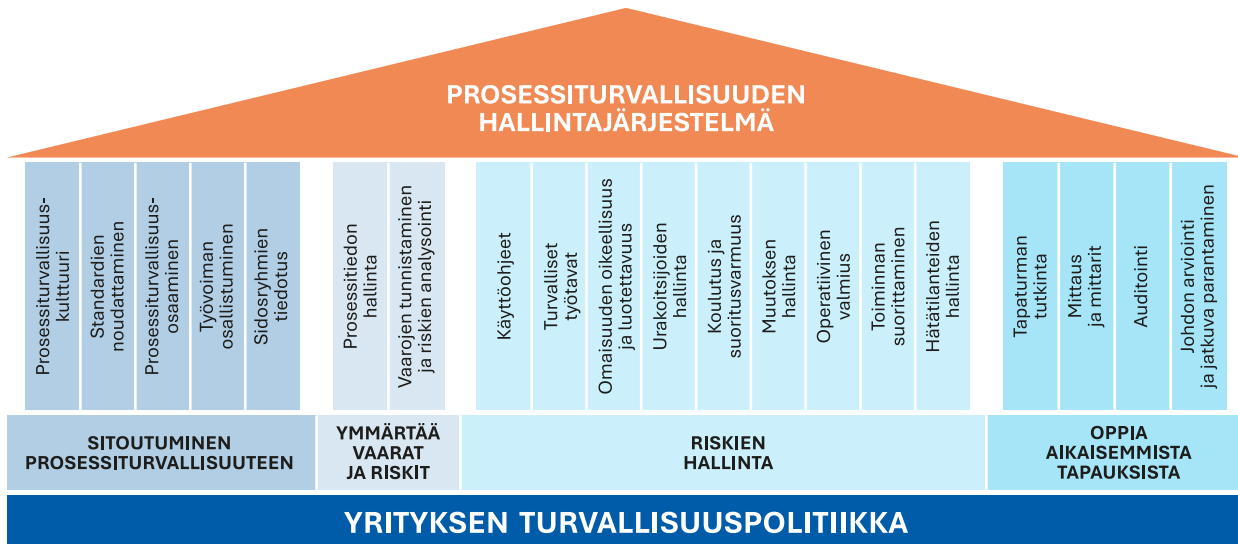 PROSESSITURVALLISUUDEN
HALLINTAJÄRJESTELMÄ
Prosessiturvallisuus-
kulttuuri
Standardien
noudattaminen
Prosessiturvallisuus-
osaaminen
Työvoiman
osallistuminen
Sidosryhmien
tiedotus
Prosessitiedon
hallinta
Vaarojen tunnistaminen
ja riskien analysointi
Käyttöohjeet
Turvalliset
työtavat
Omaisuuden oikeellisuus
ja luotettavuus
Urakoitsijoiden
hallinta
Koulutus ja
suoritusvarmuus
Muutoksen
hallinta
Operatiivinen
valmius
Toiminnan
suorittaminen
Hätätilanteiden
hallinta
Tapaturman
tutkinta
Mittaus
ja mittarit
Auditointi
Johdon arviointi
ja jatkuva parantaminen
SITOUTUMINEN
PROSESSITURVALLISUUTEEN
YMMÄRTÄÄ
VAARAT
JA RISKIT
RISKIEN
HALLINTA
OPPIA
AIKAISEMMISTA
TAPAUKSISTA
YRITYKSEN TURVALLISUUSPOLITIIKKA